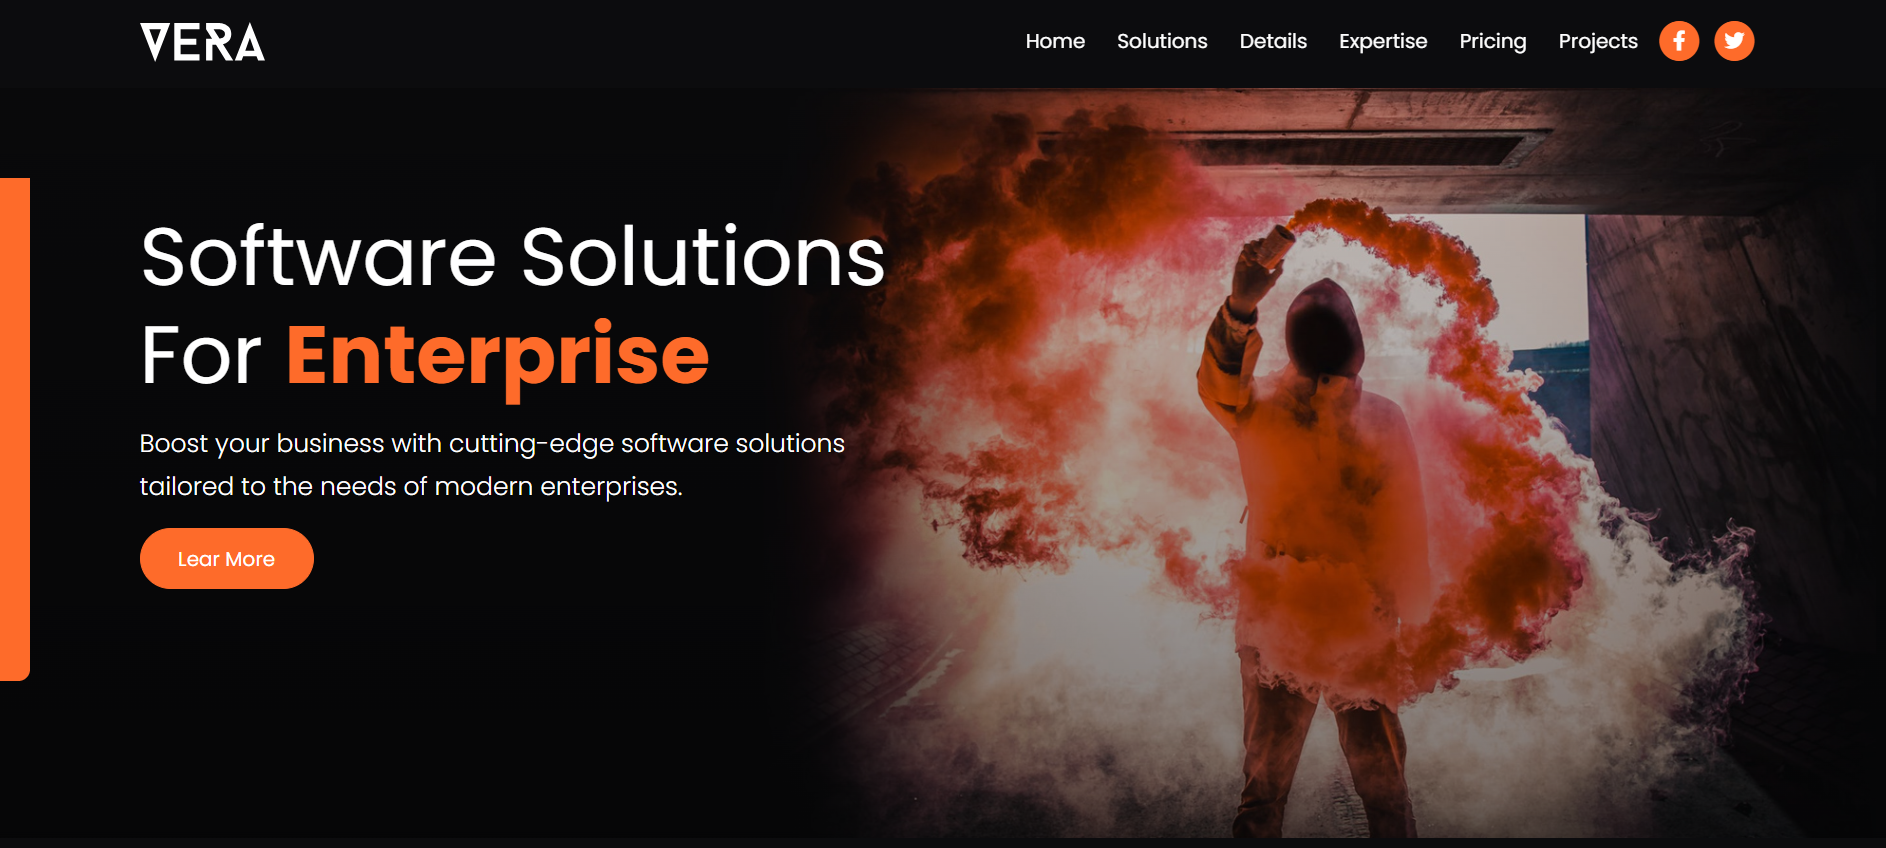 VERA
Home Solutions Details Expertise Pricing Projects
Software Solutions
For Enterprise
Boost your business with cutting-edge software solutions
tailored to the needs of modern enterprises.
Lear More